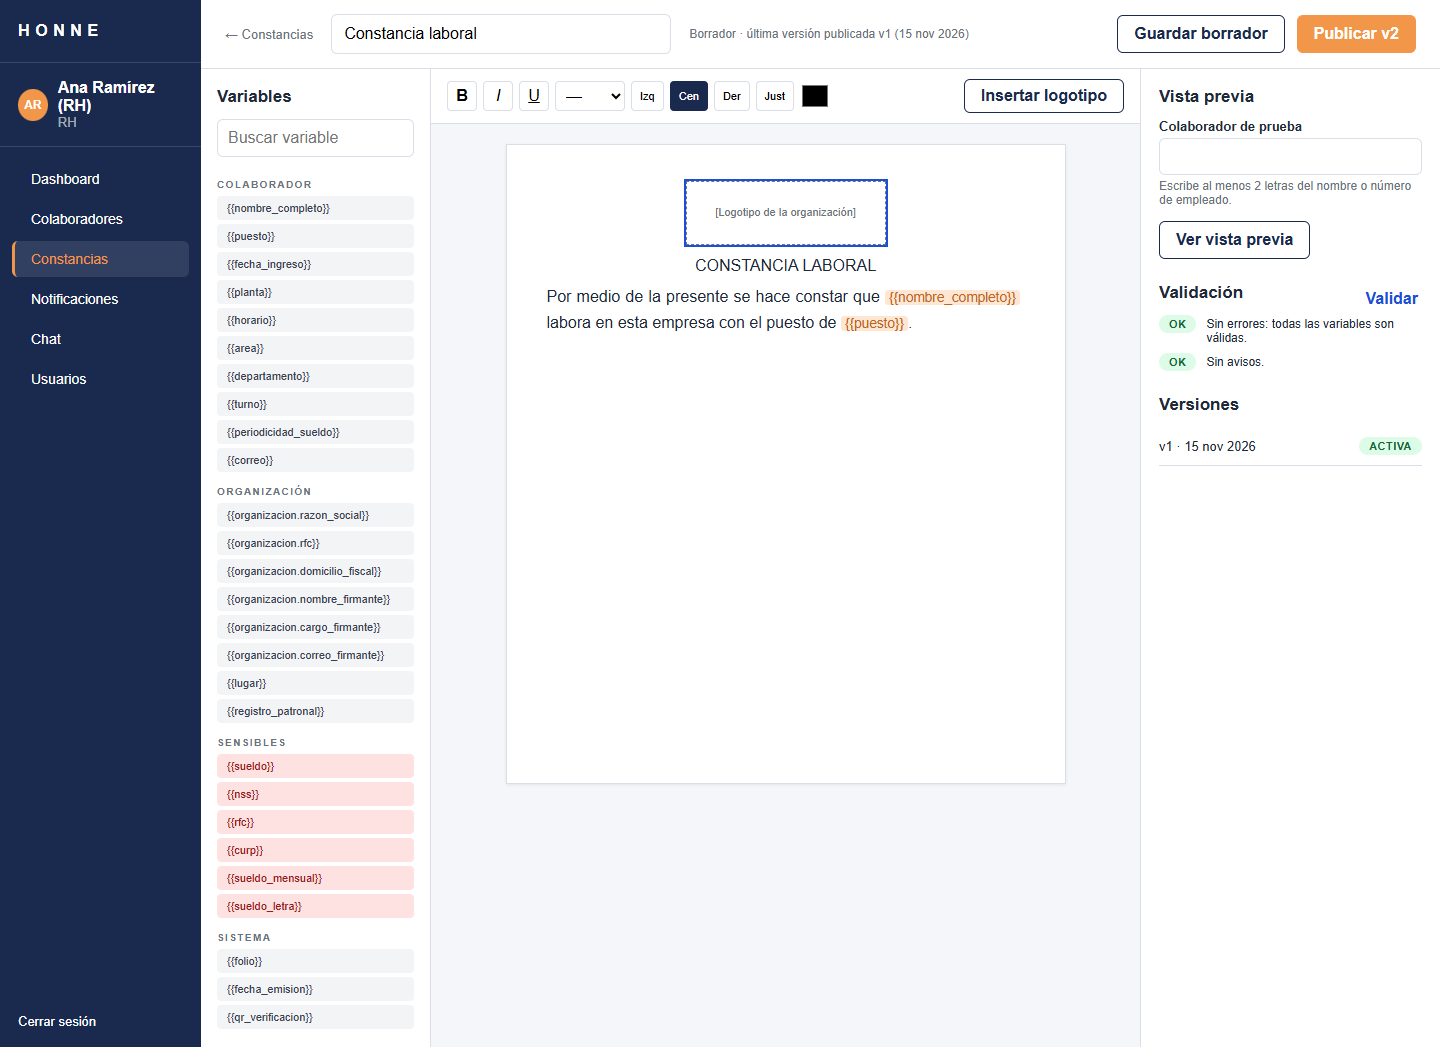 HONNE
AR
Ana Ramírez
(RH)
RH
Dashboard
Colaboradores
Constancias
Notificaciones
Chat
Usuarios
Cerrar sesión
← Constancias
Constancia laboral
Borrador · última versión publicada v1 (15 nov 2026)
Guardar borrador
Publicar v2
Variables
Buscar variable
COLABORADOR
{{nombre_completo}}
{{puesto}}
{{fecha_ingreso}}
{{planta}}
{{horario}}
{{area}}
{{departamento}}
{{turno}}
{{periodicidad_sueldo}}
{{correo}}
ORGANIZACIÓN
{{organizacion.razon_social}}
{{organizacion.rfc}}
{{organizacion.domicilio_fiscal}}
{{organizacion.nombre_firmante}}
{{organizacion.cargo_firmante}}
{{organizacion.correo_firmante}}
{{lugar}}
{{registro_patronal}}
SENSIBLES
{{sueldo}}
{{nss}}
{{rfc}}
{{curp}}
{{sueldo_mensual}}
{{sueldo_letra}}
SISTEMA
{{folio}}
{{fecha_emision}}
{{qr_verificacion}}
B I U — Izq Cen Der Just
Insertar logotipo
[Logotipo de la organización]
CONSTANCIA LABORAL
Por medio de la presente se hace constar que {{nombre_completo}}
labora en esta empresa con el puesto de {{puesto}}.
Vista previa
Colaborador de prueba
Escribe al menos 2 letras del nombre o número
de empleado.
Ver vista previa
Validación
Validar
OK Sin errores: todas las variables son
válidas.
OK Sin avisos.
Versiones
v1 · 15 nov 2026 ACTIVA